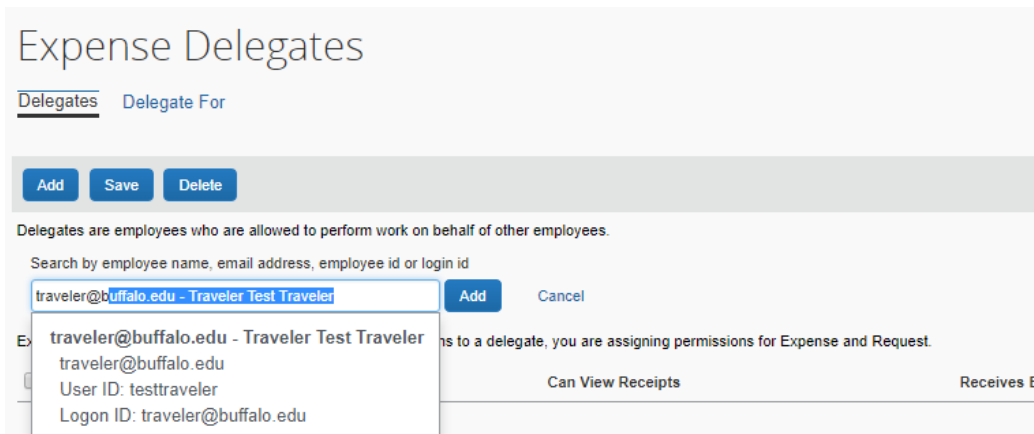 Expense Delegates
Delegates Delegate For
Add Save Delete
Delegates are employees who are allowed to perform work on behalf of other employees.
Search by employee name, email address, employee id or login id
traveler@buffalo.edu - Traveler Test Traveler Add Cancel
traveler@buffalo.edu - Traveler Test Traveler
to a delegate, you are assigning permissions for Expense and Request.
traveler@buffalo.edu
User ID: testtraveler
Can View Receipts Receives
Logon ID: traveler@buffalo.edu